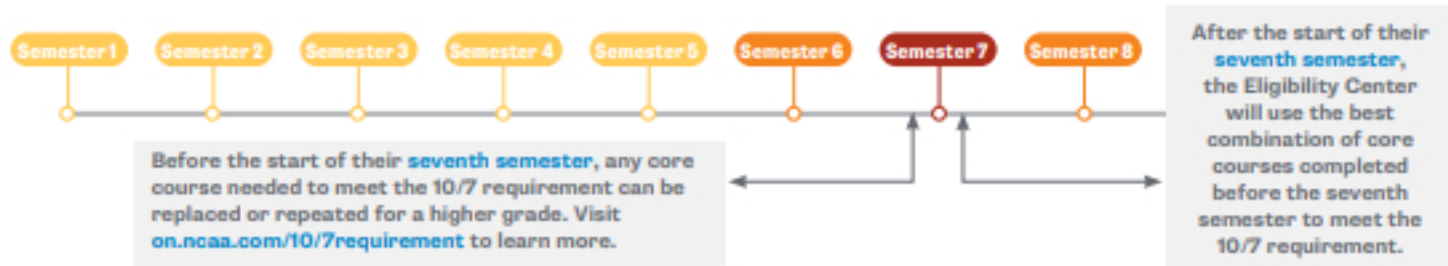 Semester 1
Semester 2
Semester 3
Semester 4
Semester 5
Semester 6
Semester 7
Semester 8
Before the start of their seventh semester, any core
course needed to meet the 10/7 requirement can be
replaced or repeated for a higher grade. Visit
on.ncaa.com/10/7requirement to learn more.
After the start of their
seventh semester,
the Eligibility Center
will use the best
combination of core
courses completed
before the seventh
semester to meet the
10/7 requirement.